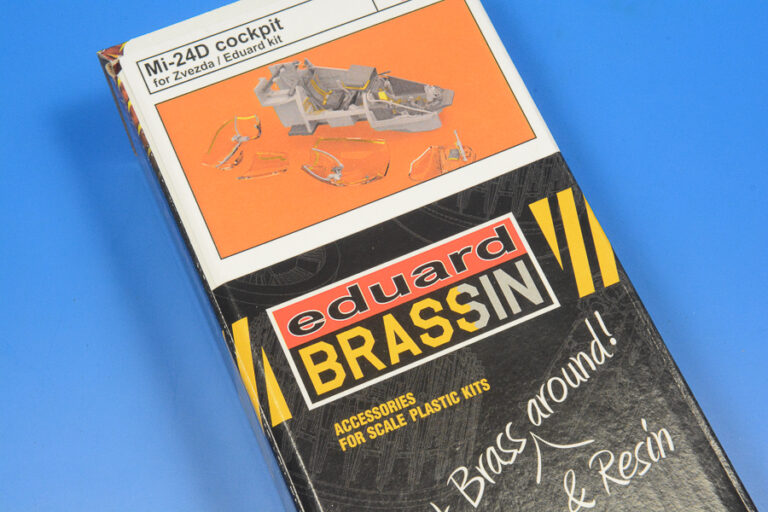 Mi-24D cockpit
for Zvezda / Eduard kit
eduard
BRASSIN
ACCESSORIES
FOR SCALE PLASTIC KITS
Brass around!
& Resin